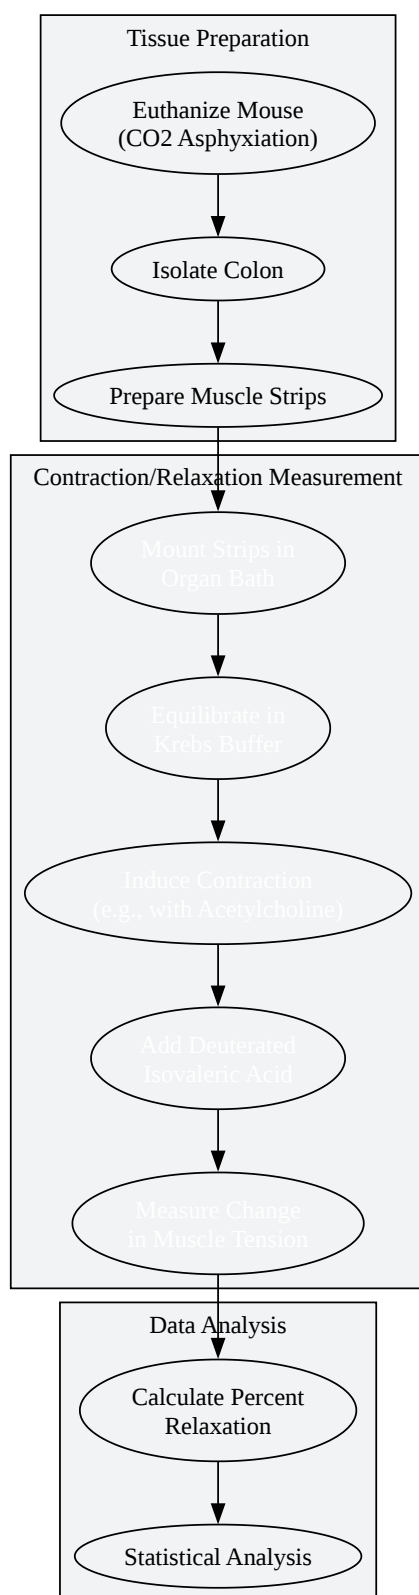 Tissue Preparation
Euthanize Mouse
(CO2 Asphyxiation)
Isolate Colon
Prepare Muscle Strips
Contraction/Relaxation Measurement
Mount Strips in
Organ Bath
Equilibrate in
Krebs Buffer
Induce Contraction
(e.g., with Acetylcholine)
Add Deuterated
Isovaleric Acid
Measure Change
in Muscle Tension
Data Analysis
Calculate Percent
Relaxation
Statistical Analysis